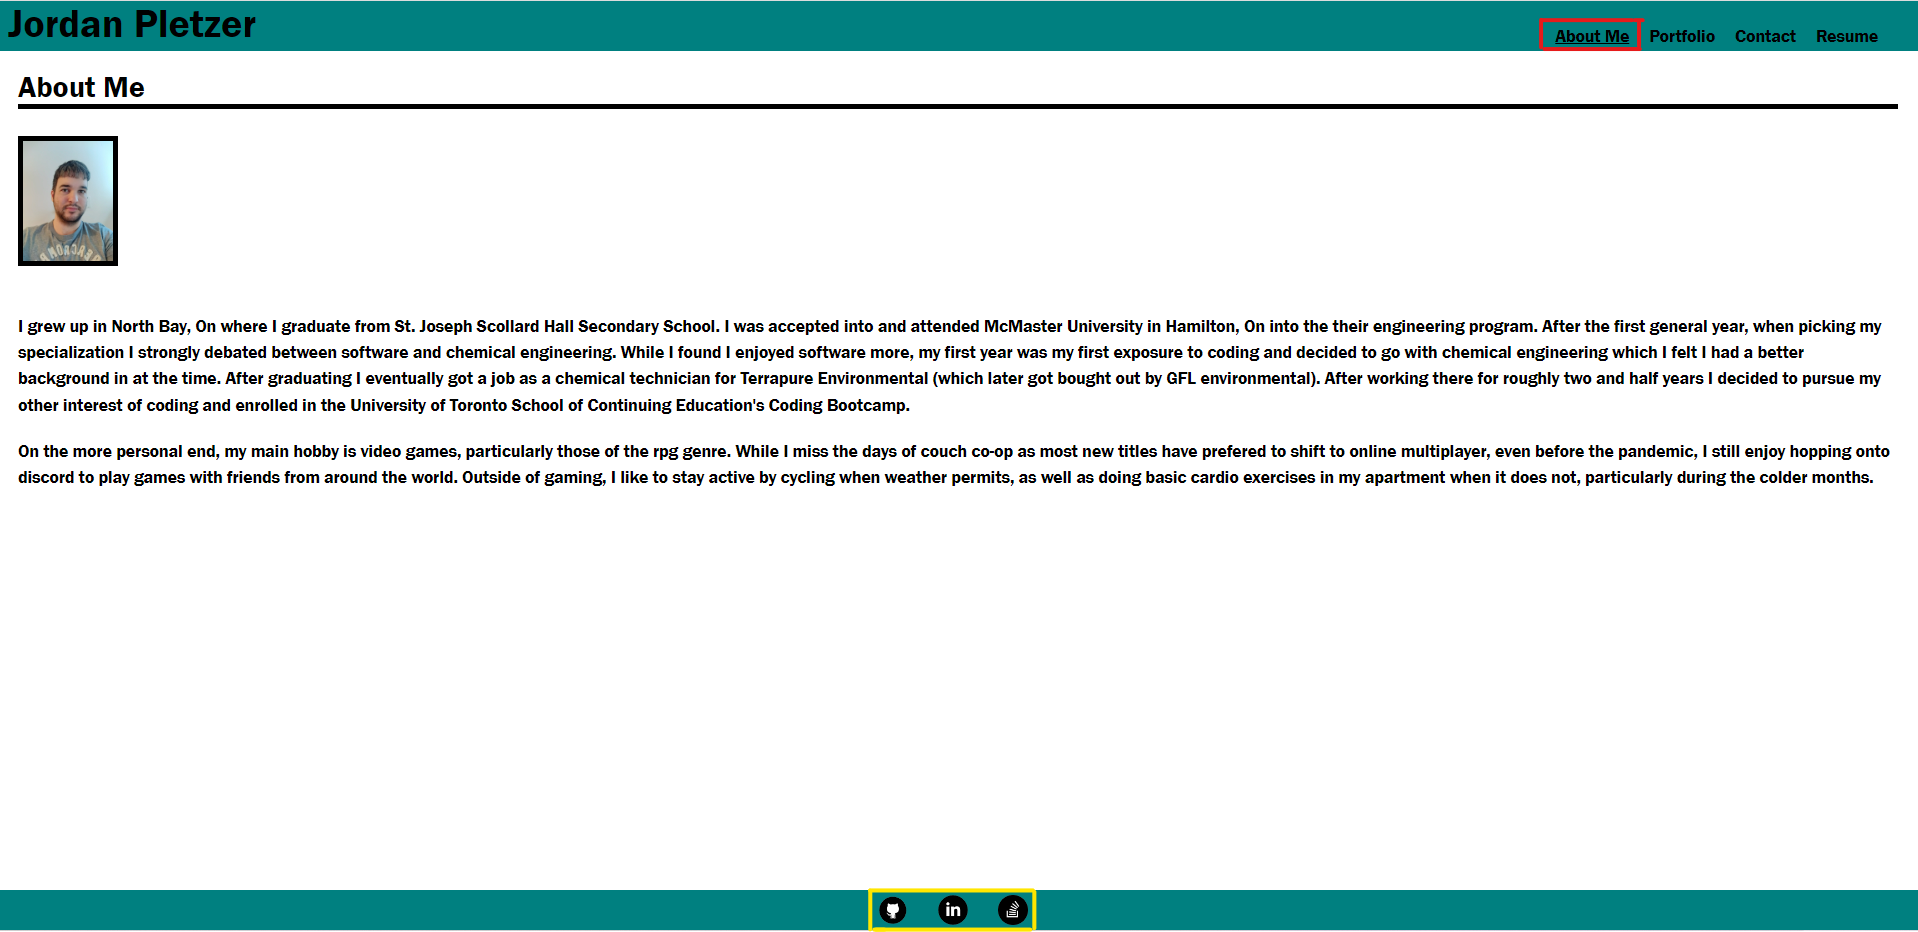 Jordan Pletzer
About Me Portfolio Contact Resume
About Me
I grew up in North Bay, On where I graduate from St. Joseph Scollard Hall Secondary School. I was accepted into and attended McMaster University in Hamilton, On into the their engineering program. After the first general year, when picking my
specialization I strongly debated between software and chemical engineering. While I found I enjoyed software more, my first year was my first exposure to coding and decided to go with chemical engineering which I felt I had a better
background in at the time. After graduating I eventually got a job as a chemical technician for Terrapure Environmental (which later got bought out by GFL environmental). After working there for roughly two and half years I decided to pursue my
other interest of coding and enrolled in the University of Toronto School of Continuing Education's Coding Bootcamp.
On the more personal end, my main hobby is video games, particularly those of the rpg genre. While I miss the days of couch co-op as most new titles have prefered to shift to online multiplayer, even before the pandemic, I still enjoy hopping onto
discord to play games with friends from around the world. Outside of gaming, I like to stay active by cycling when weather permits, as well as doing basic cardio exercises in my apartment when it does not, particularly during the colder months.
in